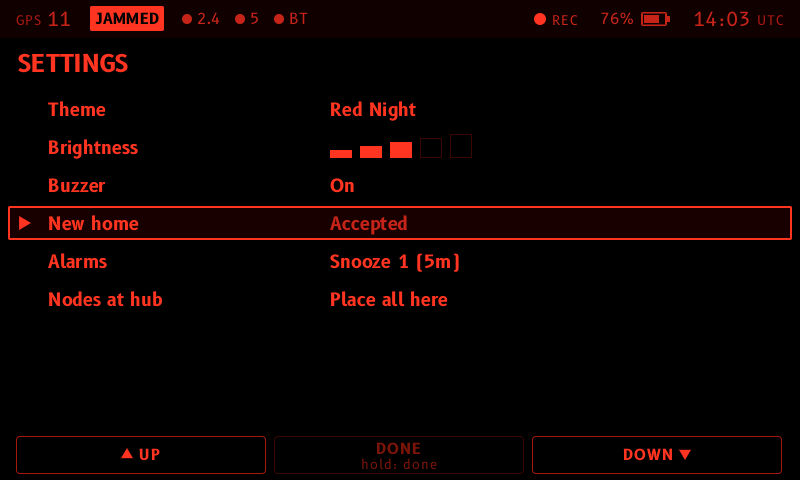 GPS 11 JAMMED 2.4 5 BT REC 76% 14:03 UTC
SETTINGS
Theme Red Night
Brightness
Buzzer On
New home Accepted
Alarms Snooze 1 (5m)
Nodes at hub Place all here
▲ UP DONE DOWN ▼
hold: done